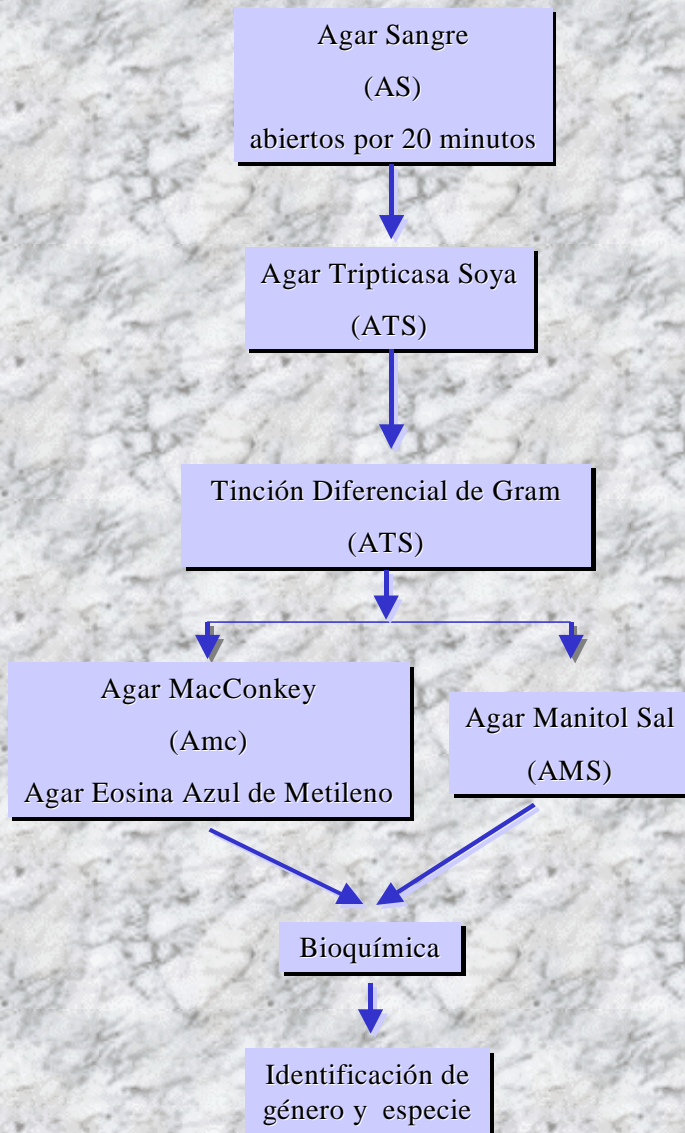 Agar Sangre
(AS)
abiertos por 20 minutos
Agar Tripticasa Soya
(ATS)
Tinción Diferencial de Gram
(ATS)
Agar MacConkey
(Amc)
Agar Eosina Azul de Metileno
Agar Manitol Sal
(AMS)
Bioquímica
Identificación de
género y especie